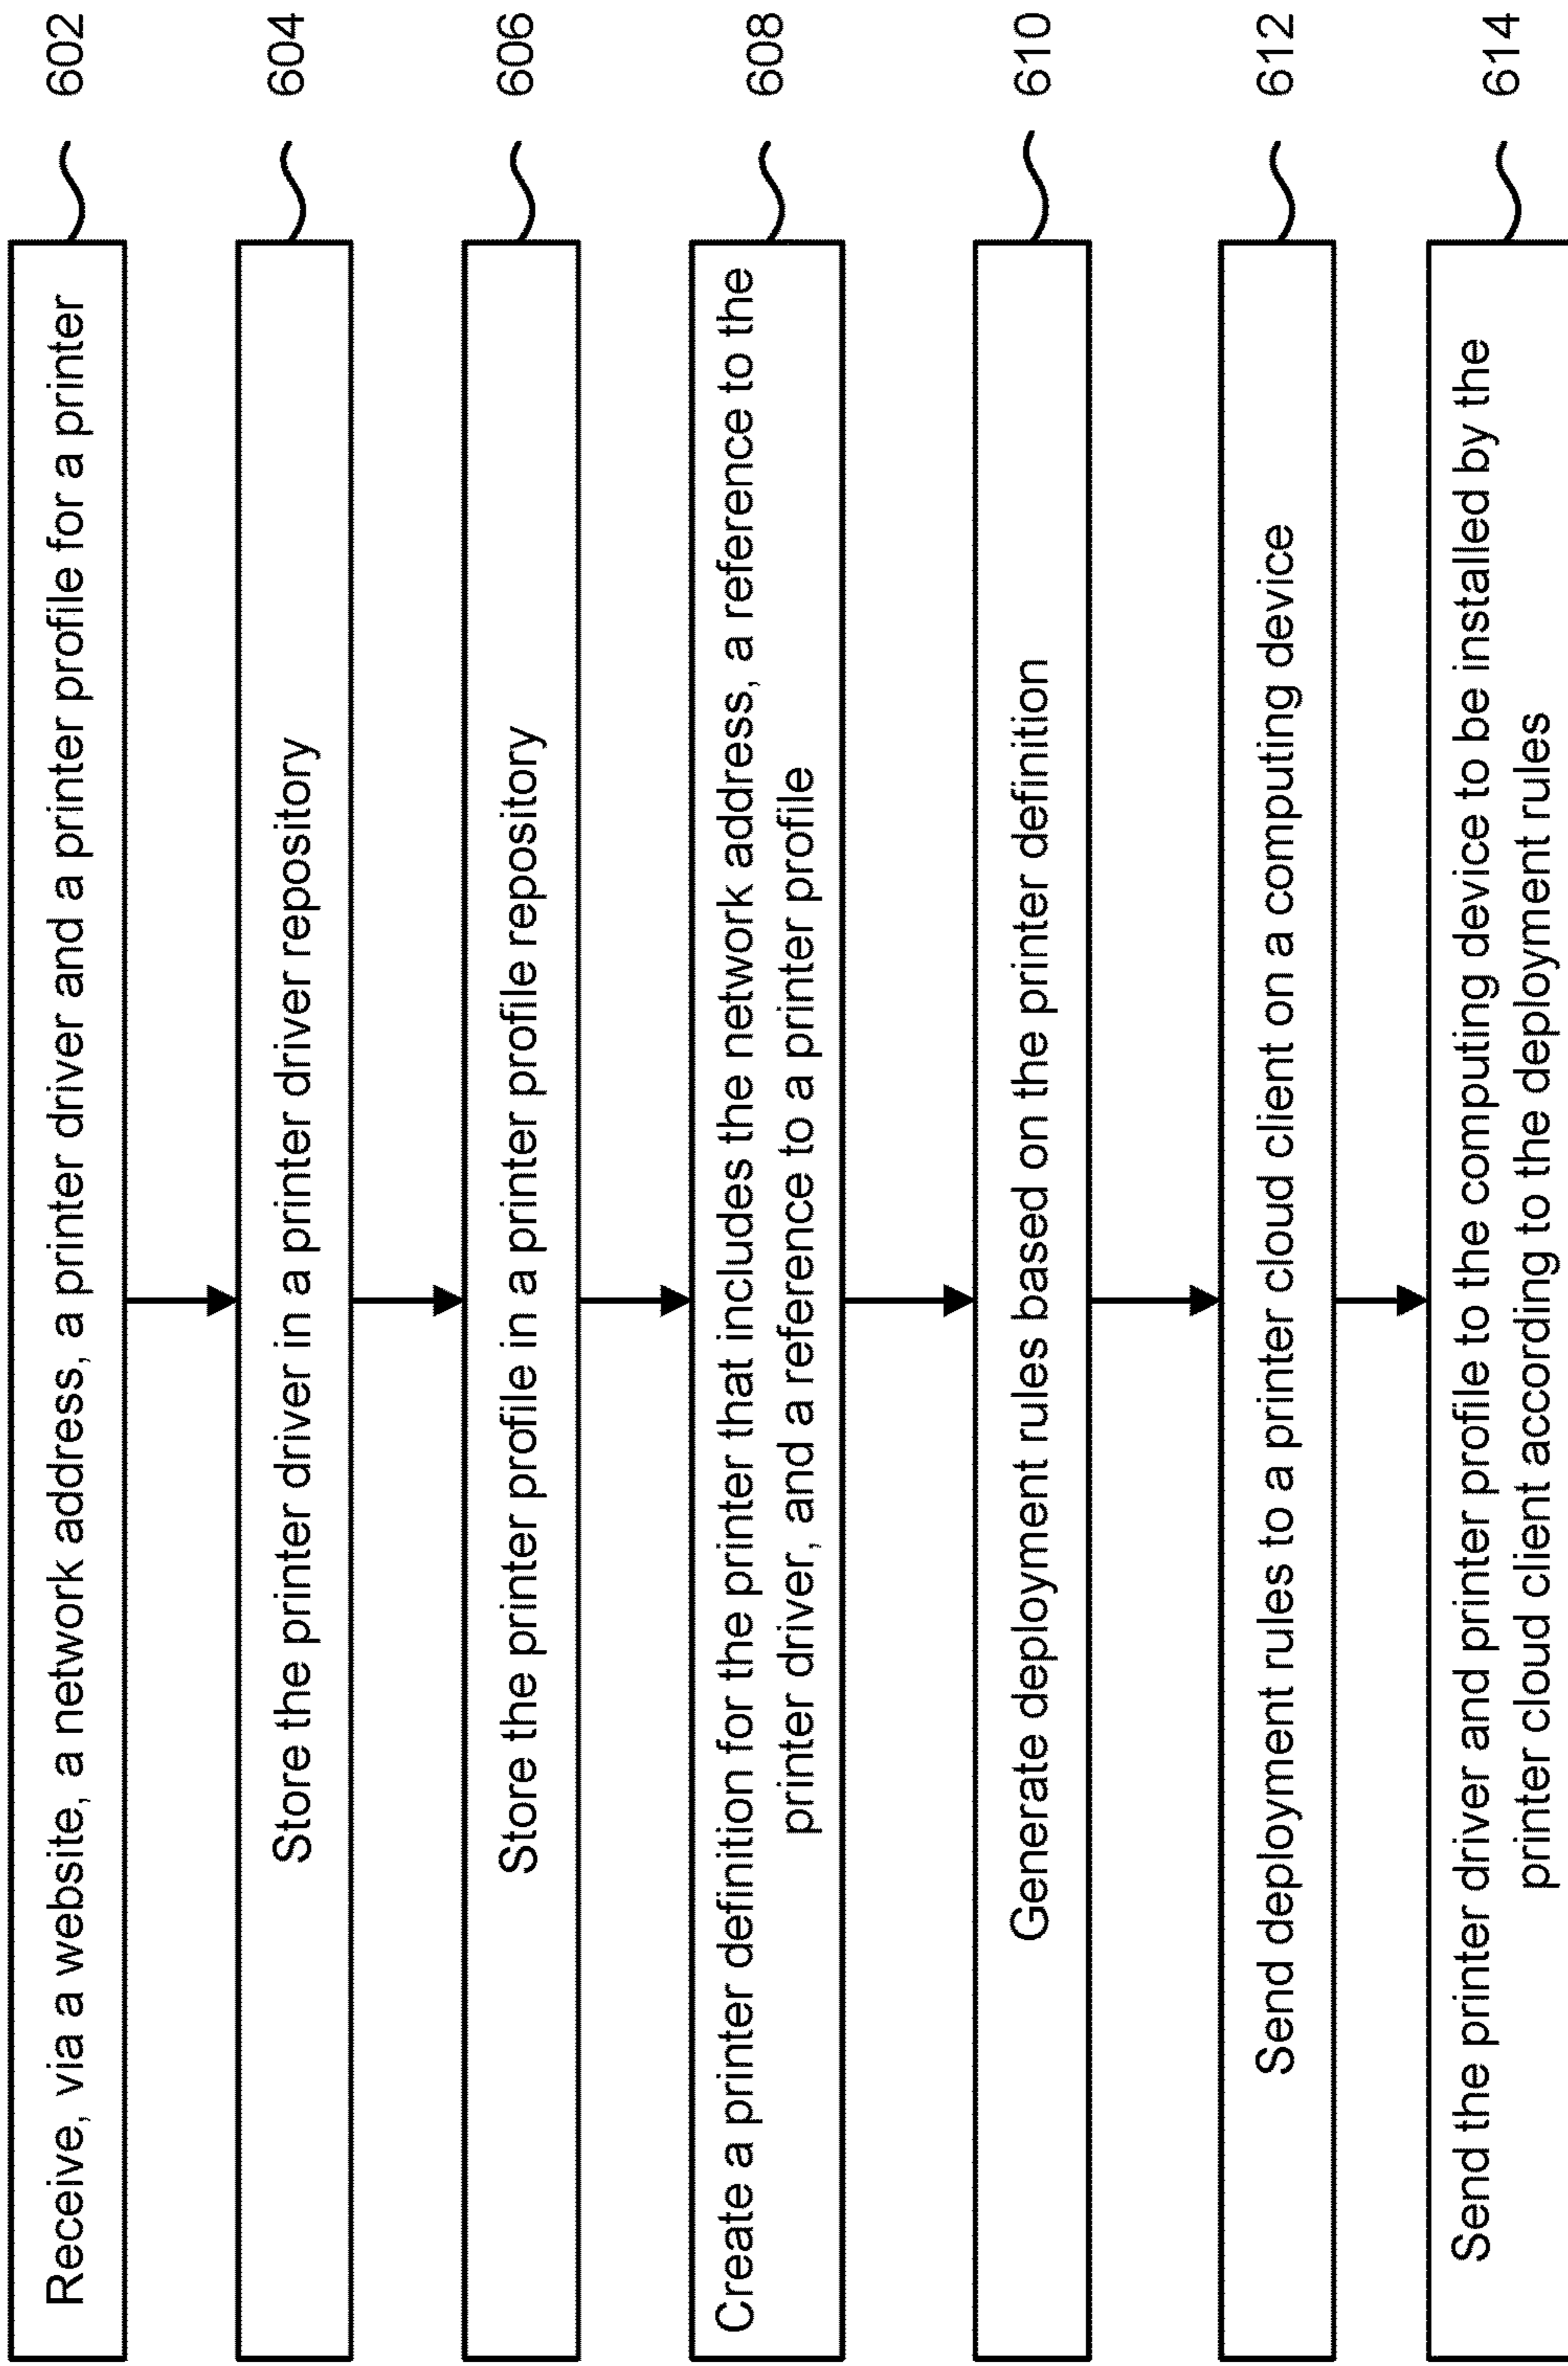 Receive, via a website, a network address, a printer driver and a printer profile for a printer
602
Store the printer driver in a printer driver repository
604
Store the printer profile in a printer profile repository
606
Create a printer definition for the printer that includes the network address, a reference to the
printer driver, and a reference to a printer profile
608
Generate deployment rules based on the printer definition
610
Send deployment rules to a printer cloud client on a computing device
612
Send the printer driver and printer profile to the computing device to be installed by the
printer cloud client according to the deployment rules
614